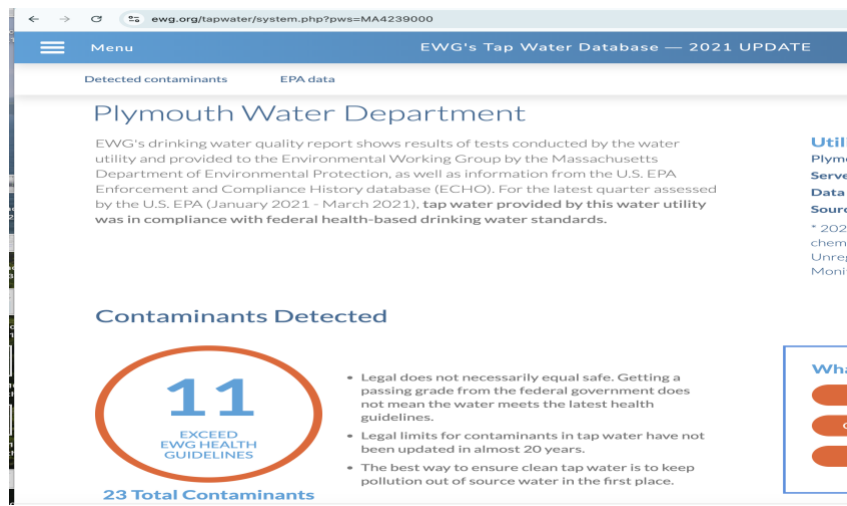 ewg.org/tapwater/system.php?pws=MA4239000
Menu
EWG's Tap Water Database — 2021 UPDATE
Detected contaminants
EPA data
Plymouth Water Department
EWG's drinking water quality report shows results of tests conducted by the water
utility and provided to the Environmental Working Group by the Massachusetts
Department of Environmental Protection, as well as information from the U.S. EPA
Enforcement and Compliance History database (ECHO). For the latest quarter assessed
by the U.S. EPA (January 2021 - March 2021), tap water provided by this water utility
was in compliance with federal health-based drinking water standards.
Data
* 202
Contaminants Detected
11
EXCEED
EWG HEALTH
GUIDELINES
23 Total Contaminants
• Legal does not necessarily equal safe. Getting a
passing grade from the federal government does
not mean the water meets the latest health
guidelines.
• Legal limits for contaminants in tap water have not
been updated in almost 20 years.
• The best way to ensure clean tap water is to keep
pollution out of source water in the first place.